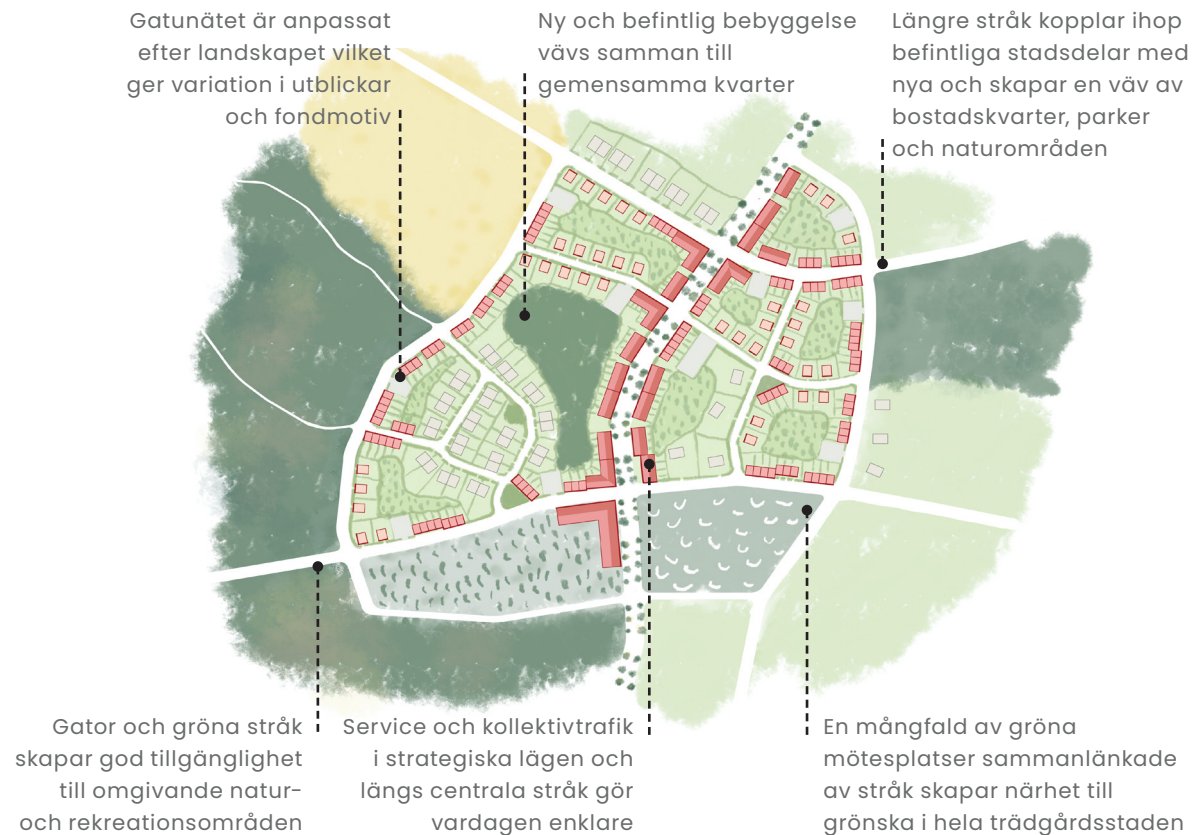 Gatunätet är anpassat
efter landskapet vilket
ger variation i utblickar
och fondmotiv
Ny och befintlig bebyggelse
vävs samman till
gemensamma kvarter
Längre stråk kopplar ihop
befintliga stadsdelar med
nya och skapar en väv av
bostadskvarter, parker
och naturområden
Gator och gröna stråk
skapar god tillgänglighet
till omgivande natur-
och rekreationsområden
Service och kollektivtrafik
i strategiska lägen och
längs centrala stråk gör
vardagen enklare
En mångfald av gröna
mötesplatser sammanlänkade
av stråk skapar närhet till
grönska i hela trädgårdsstaden